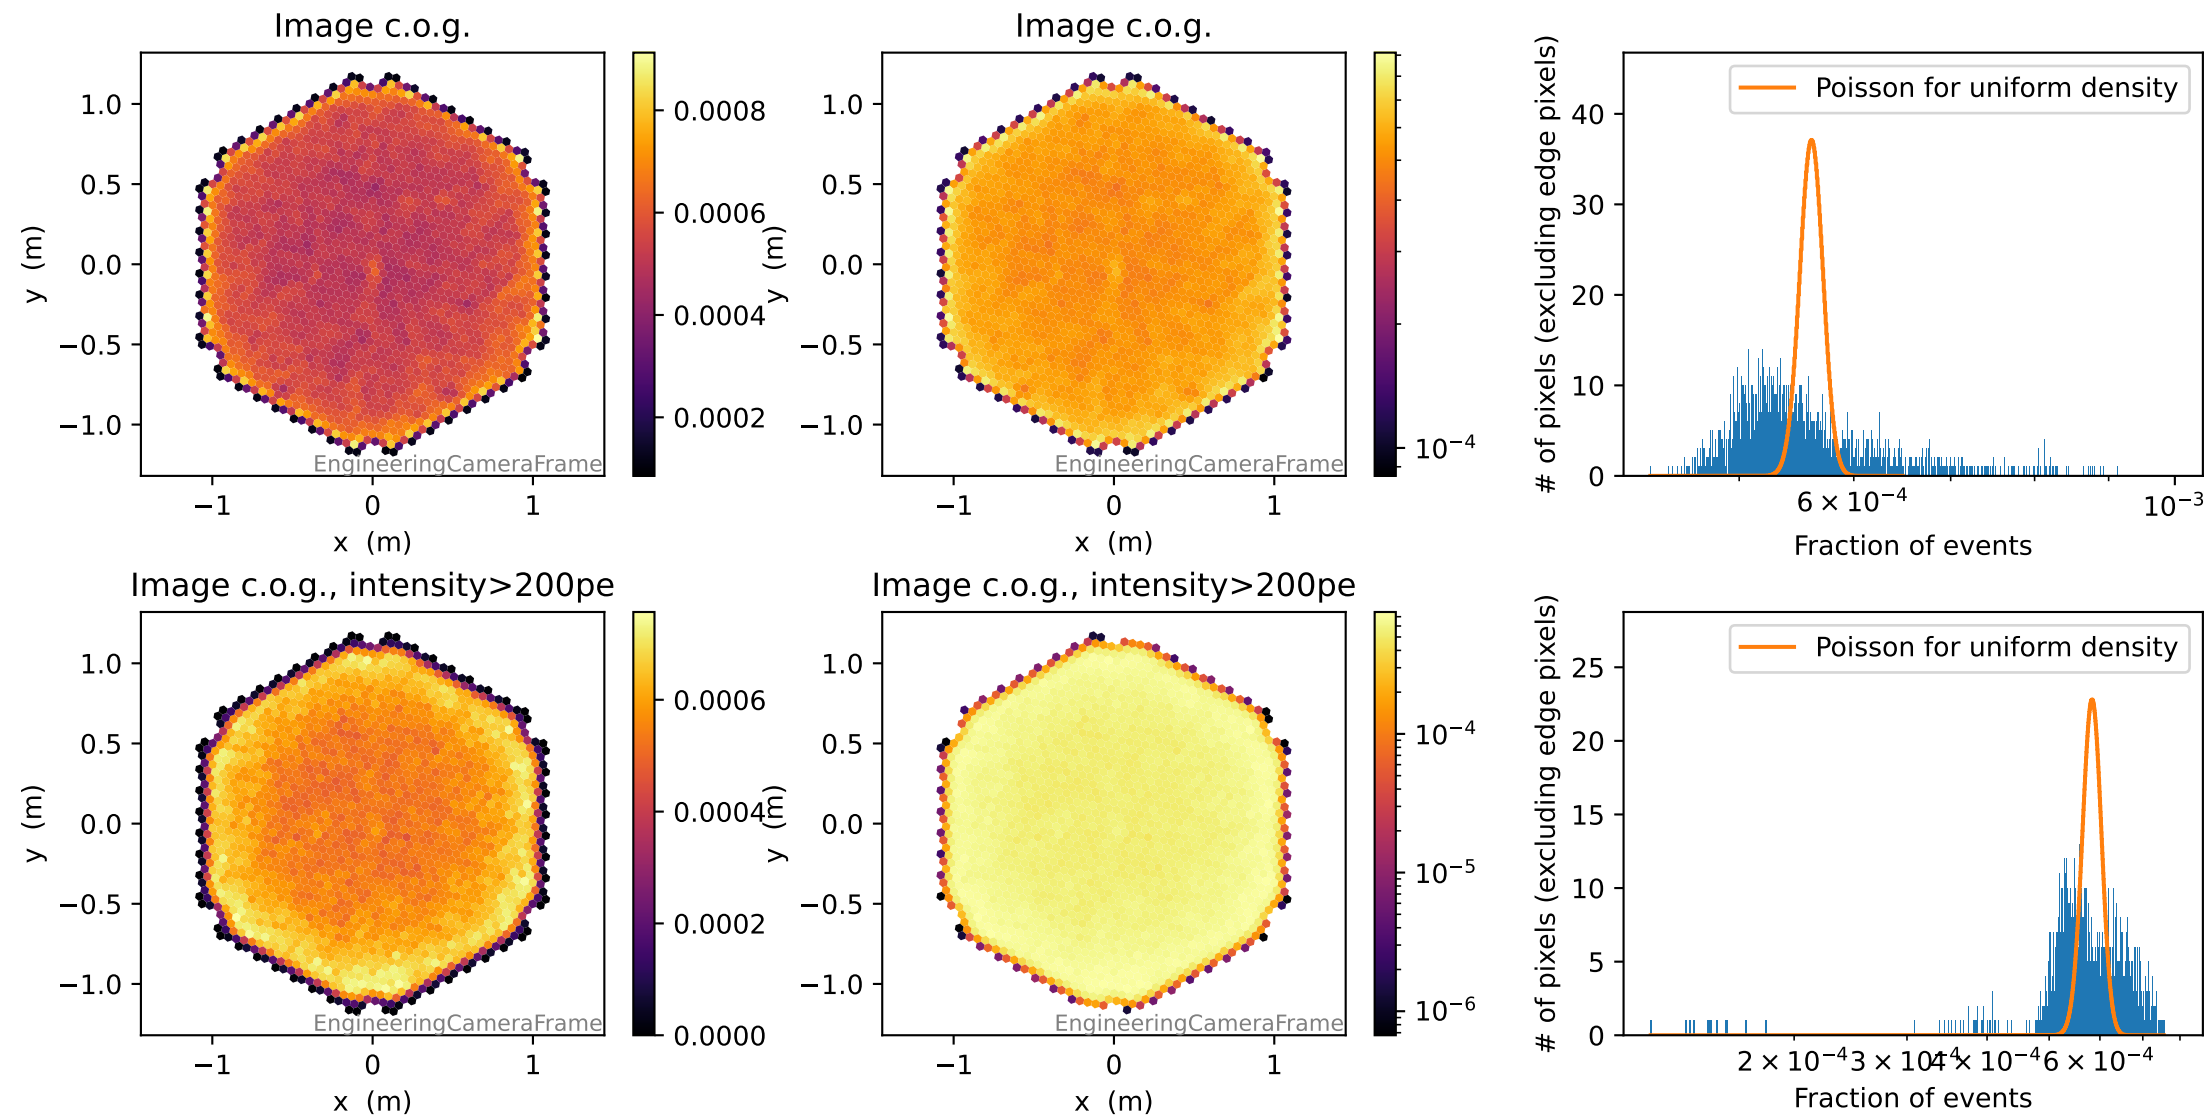 Image c.o.g.
1.0
0.5
0.0
−0.5
−1.0
y (m)
−1
0
1
x (m)
EngineeringCameraFrame
0.0008
0.0006
0.0004
0.0002
Image c.o.g.
1.0
0.5
0.0
−0.5
−1.0
y (m)
−1
0
1
x (m)
EngineeringCameraFrame
10⁻⁴
# of pixels (excluding edge pixels)
40
30
20
10
0
Poisson for uniform density
6 × 10⁻⁴
10⁻³
Fraction of events
Image c.o.g., intensity>200pe
1.0
0.5
0.0
−0.5
−1.0
y (m)
−1
0
1
x (m)
EngineeringCameraFrame
0.0006
0.0004
0.0002
0.0000
Image c.o.g., intensity>200pe
1.0
0.5
0.0
−0.5
−1.0
y (m)
−1
0
1
x (m)
EngineeringCameraFrame
10⁻⁴
10⁻⁵
10⁻⁶
# of pixels (excluding edge pixels)
25
20
15
10
5
0
Poisson for uniform density
2 × 10⁻⁴
3 × 10⁻⁴
4 × 10⁻⁴
6 × 10⁻⁴
Fraction of events